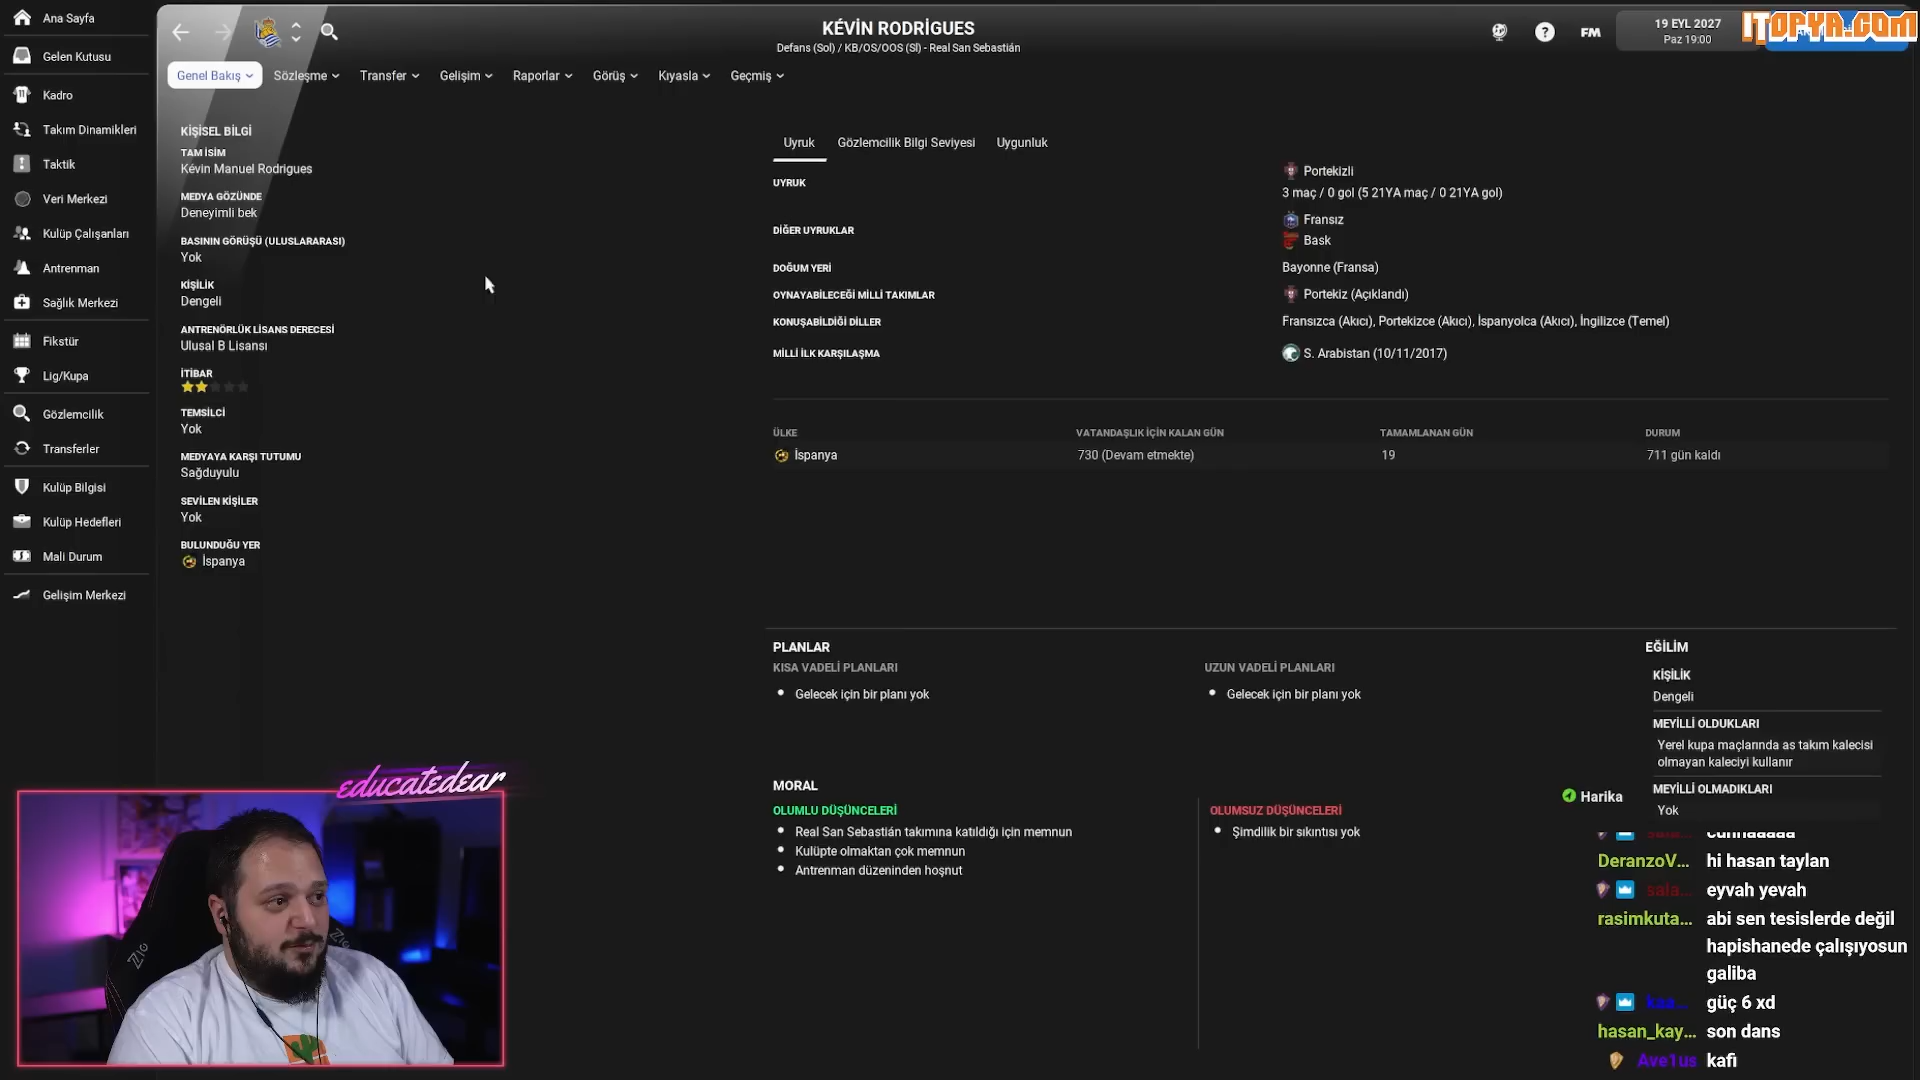 Ana Sayfa
Gelen Kutusu
Kadro
Takım Dinamikleri
Taktik
Veri Merkezi
Kulüp Çalışanları
Antrenman
Sağlık Merkezi
Fikstür
Lig/Kupa
Gözlemcilik
Transferler
Kulüp Bilgisi
Kulüp Hedefleri
Mali Durum
Gelişim Merkezi
KÉVİN RODRİGUES
Defans (Sol) / KB/OS/OOS (Sl) - Real San Sebastián
FM
19 EYL 2027
Paz 19:00
ITOPYA.COM
Genel Bakış
Sözleşme
Transfer
Gelişim
Raporlar
Görüş
Kıyasla
Geçmiş
KİŞİSEL BİLGİ
TAM İSİM
Kévin Manuel Rodrigues
MEDYA GÖZÜNDE
Deneyimli bek
BASININ GÖRÜŞÜ (ULUSLARARASI)
Yok
KİŞİLİK
Dengeli
ANTRENÖRLÜK LİSANS DERECESİ
Ulusal B Lisansı
İTİBAR
TEMSİLCİ
Yok
MEDYAYA KARŞI TUTUMU
Sağduyulu
SEVİLEN KİŞİLER
Yok
BULUNDUĞU YER
İspanya
Uyruk
Gözlemcilik Bilgi Seviyesi
Uygunluk
UYRUK
Portekizli
3 maç / 0 gol (5 21YA maç / 0 21YA gol)
DİĞER UYRUKLAR
Fransız
Bask
DOĞUM YERİ
Bayonne (Fransa)
OYNAYABİLECEĞİ MİLLİ TAKIMLAR
Portekiz (Açıklandı)
KONUŞABİLDİĞİ DİLLER
Fransızca (Akıcı), Portekizce (Akıcı), İspanyolca (Akıcı), İngilizce (Temel)
MİLLİ İLK KARŞILAŞMA
S. Arabistan (10/11/2017)
ÜLKE
VATANDAŞLIK İÇİN KALAN GÜN
TAMAMLANAN GÜN
DURUM
İspanya
730 (Devam etmekte)
19
711 gün kaldı
PLANLAR
KISA VADELİ PLANLARI
Gelecek için bir planı yok
UZUN VADELİ PLANLARI
Gelecek için bir planı yok
EĞİLİM
KİŞİLİK
Dengeli
MEYİLLİ OLDUKLARI
Yerel kupa maçlarında as takım kalecisi
olmayan kaleciyi kullanır
MEYİLLİ OLMADIKLARI
Yok
MORAL
Harika
OLUMLU DÜŞÜNCELERİ
Real San Sebastián takımına katıldığı için memnun
Kulüpte olmaktan çok memnun
Antrenman düzeninden hoşnut
OLUMSUZ DÜŞÜNCELERİ
Şimdilik bir sıkıntısı yok
educatedear
DeranzoV... hi hasan taylan
sala... eyvah yevah
rasimkuta... abi sen tesislerde değil
hapishanede çalışıyosun
galiba
güç 6 xd
hasan_kay... son dans
Ave1us kafi